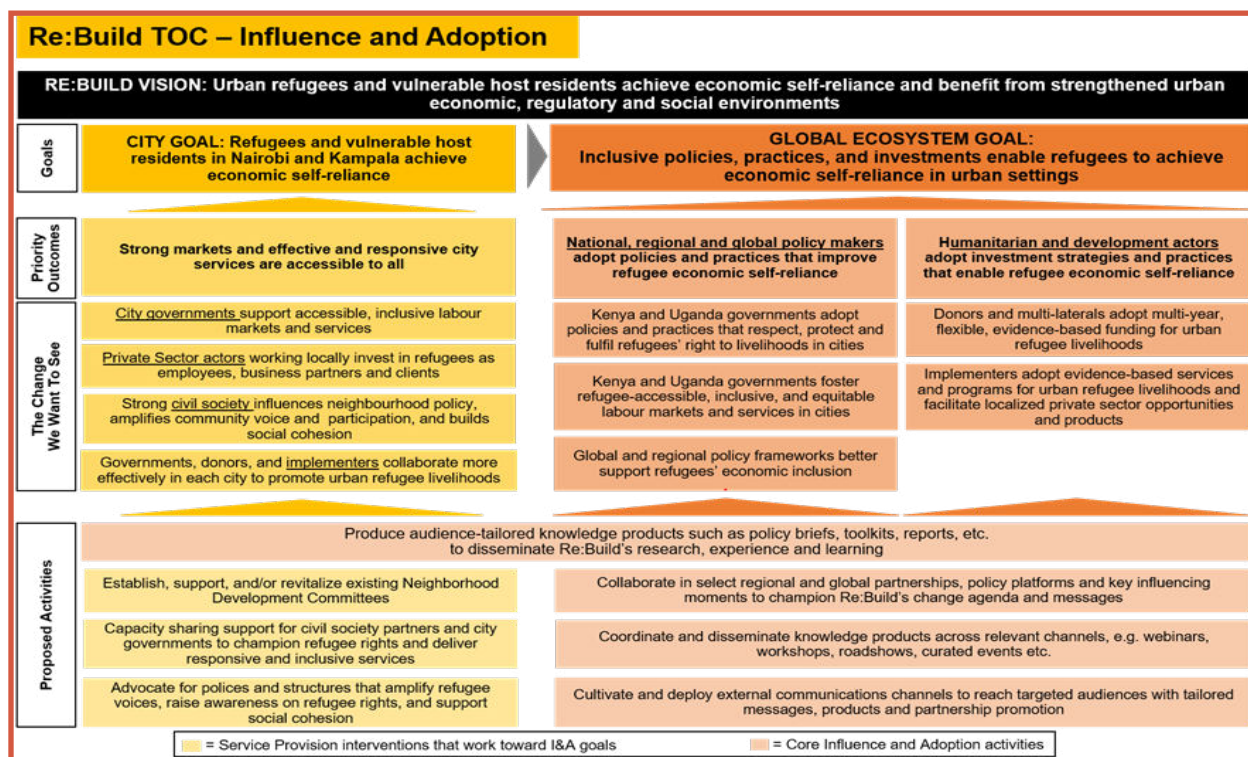 Re:Build TOC – Influence and Adoption
RE:BUILD VISION: Urban refugees and vulnerable host residents achieve economic self-reliance and benefit from strengthened urban
economic, regulatory and social environments
Goals
CITY GOAL: Refugees and vulnerable host
residents in Nairobi and Kampala achieve
economic self-reliance
GLOBAL ECOSYSTEM GOAL:
Inclusive policies, practices, and investments enable refugees to achieve
economic self-reliance in urban settings
Priority
Outcomes
Strong markets and effective and responsive city
services are accessible to all
National, regional and global policy makers
adopt policies and practices that improve
refugee economic self-reliance
Humanitarian and development actors
adopt investment strategies and practices
that enable refugee economic self-reliance
The Change
We Want To See
City governments support accessible, inclusive labour
markets and services
Private Sector actors working locally invest in refugees as
employees, business partners and clients
Strong civil society influences neighbourhood policy,
amplifies community voice and participation, and builds
social cohesion
Governments, donors, and implementers collaborate more
effectively in each city to promote urban refugee livelihoods
Kenya and Uganda governments adopt
policies and practices that respect, protect and
fulfil refugees' right to livelihoods in cities
Kenya and Uganda governments foster
refugee-accessible, inclusive, and equitable
labour markets and services in cities
Global and regional policy frameworks better
support refugees' economic inclusion
Donors and multi-laterals adopt multi-year,
flexible, evidence-based funding for urban
refugee livelihoods
Implementers adopt evidence-based services
and programs for urban refugee livelihoods and
facilitate localized private sector opportunities
and products
Proposed Activities
Produce audience-tailored knowledge products such as policy briefs, toolkits, reports, etc.
to disseminate Re:Build's research, experience and learning
Establish, support, and/or revitalize existing Neighborhood
Development Committees
Capacity sharing support for civil society partners and city
governments to champion refugee rights and deliver
responsive and inclusive services
Advocate for polices and structures that amplify refugee
voices, raise awareness on refugee rights, and support
social cohesion
Collaborate in select regional and global partnerships, policy platforms and key influencing
moments to champion Re:Build's change agenda and messages
Coordinate and disseminate knowledge products across relevant channels, e.g. webinars,
workshops, roadshows, curated events etc.
Cultivate and deploy external communications channels to reach targeted audiences with tailored
messages, products and partnership promotion
= Service Provision interventions that work toward I&A goals
= Core Influence and Adoption activities